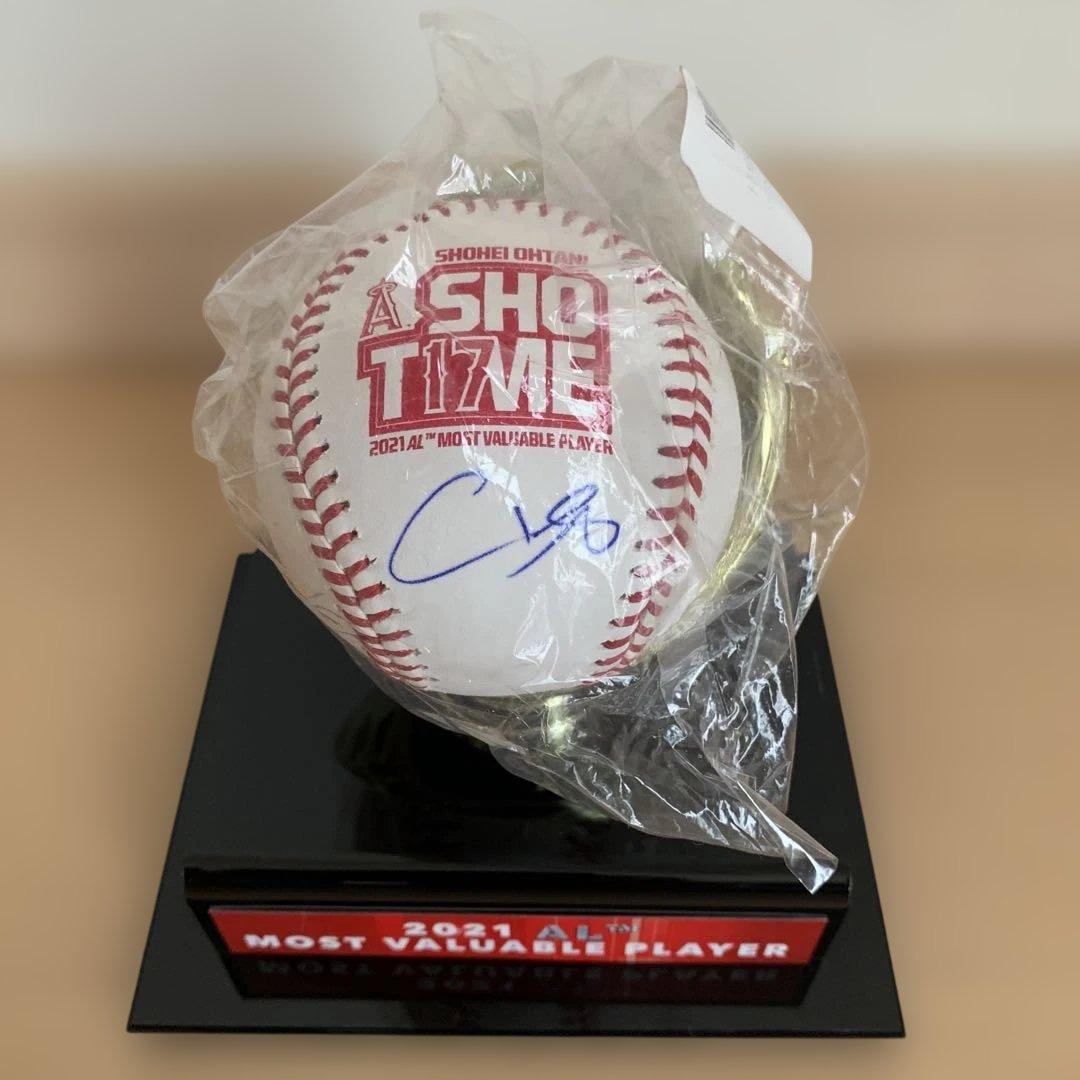 SHOHEI OHTANI
A SHO
T17ME
2021 AL™ MOST VALUABLE PLAYER
2021 AL™
MOST VALUABLE PLAYER